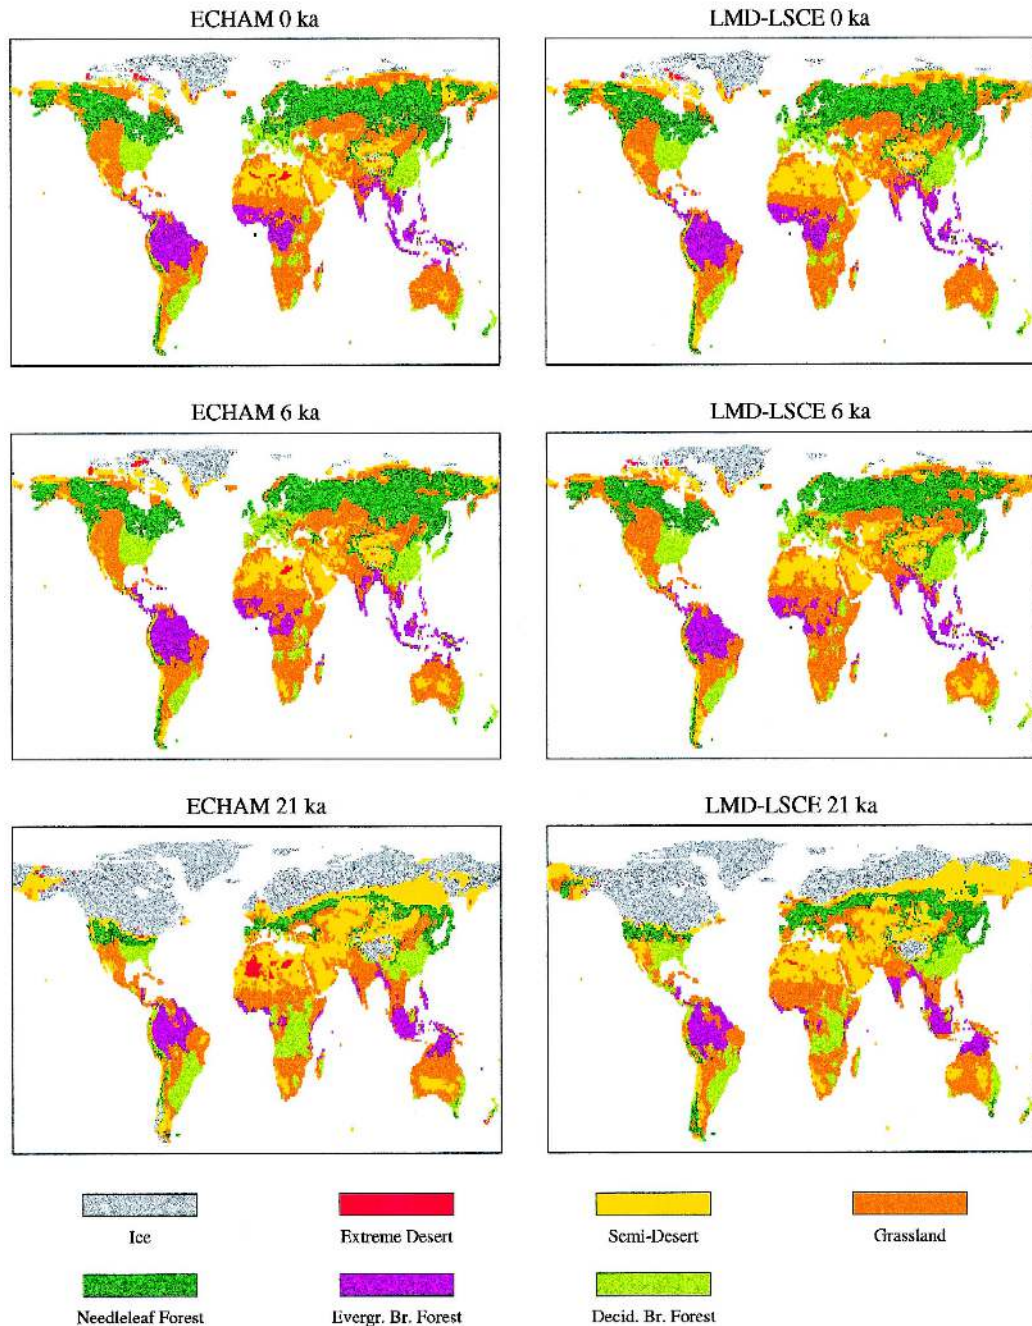 ECHAM 0 ka
LMD-LSCE 0 ka
ECHAM 6 ka
LMD-LSCE 6 ka
ECHAM 21 ka
LMD-LSCE 21 ka
Ice
Extreme Desert
Semi-Desert
Grassland
Needleleaf Forest
Evergr. Br. Forest
Decid. Br. Forest